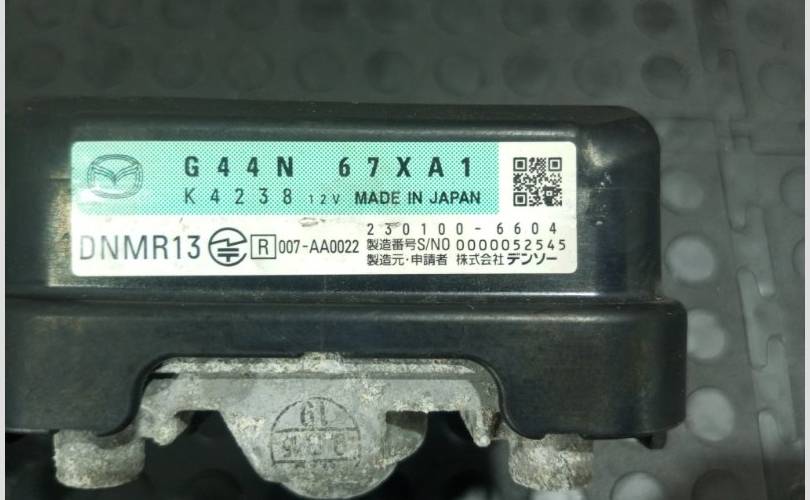 G44N 67XA1
K4238 12V MADE IN JAPAN
230100-6604
DNMR13 R 007-AA0022 製造番号S/NO 0000052545
製造元・申請者 株式会社 デンソー
19